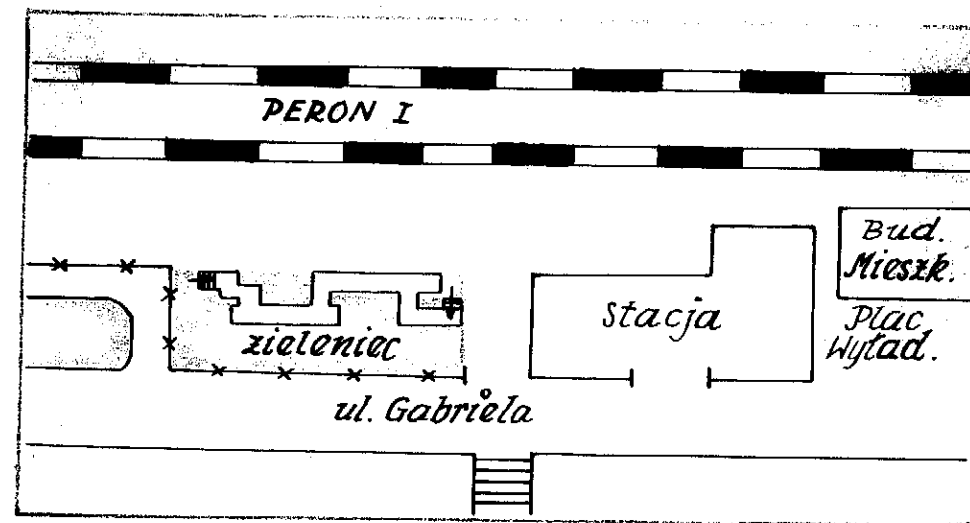 PERON I
Bud.
Mieszk.
Stacja
Plac
Wyład.
zieleniec
ul. Gabriela